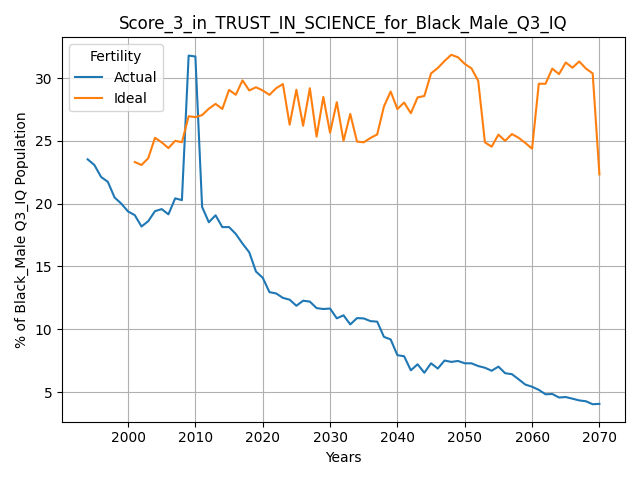 Score_3_in_TRUST_IN_SCIENCE_for_Black_Male_Q3_IQ
Fertility
Actual
Ideal
% of Black_Male Q3_IQ Population
30
25
20
15
10
5
2000 2010 2020 2030 2040 2050 2060 2070
Years